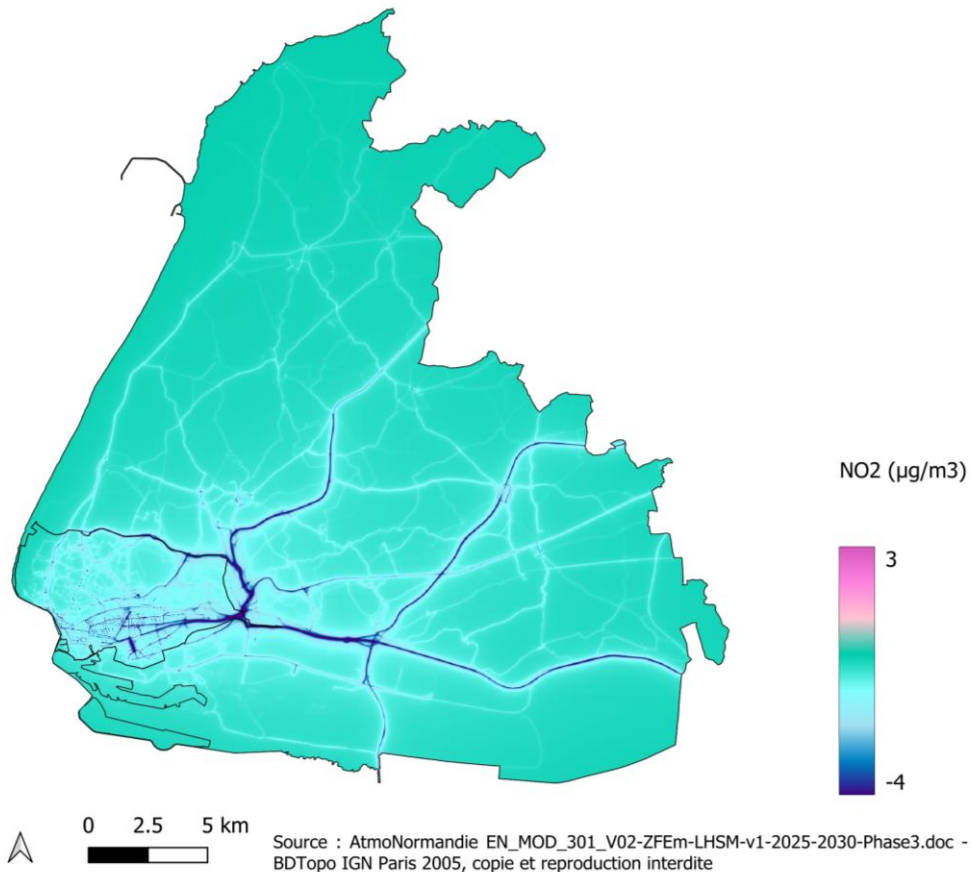 NO2 (µg/m3)
3
-4
0 2.5 5 km
Source : AtmoNormandie EN_MOD_301_V02-ZFEm-LHSM-v1-2025-2030-Phase3.doc -
BDTopo IGN Paris 2005, copie et reproduction interdite